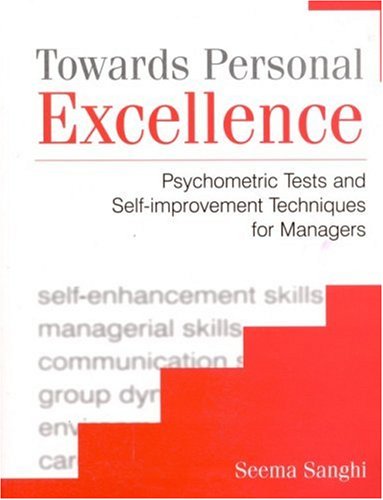 Towards Personal
Excellence
Psychometric Tests and
Self-improvement Techniques
for Managers
self-enhancement skills
managerial skills
communication s
group dyn
env
car
Seema Sanghi